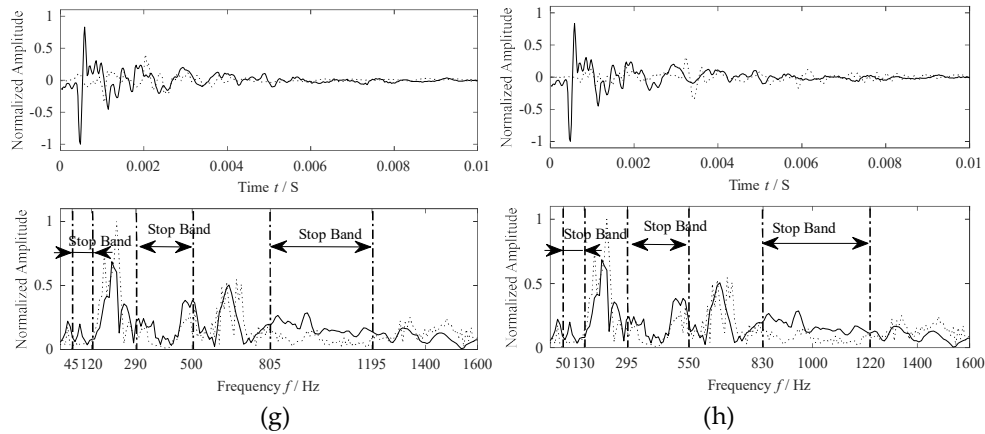 (g)
Normalized Amplitude
1
0.5
0
-0.5
-1
0 0.002 0.004 0.006 0.008 0.01
Time t / S
Normalized Amplitude
1
0.5
0
Stop Band
Stop Band
Stop Band
45 120 290 500 805 1195 1400 1600
Frequency f / Hz
(g)
Normalized Amplitude
1
0.5
0
-0.5
-1
0 0.002 0.004 0.006 0.008 0.01
Time t / S
Normalized Amplitude
1
0.5
0
Stop Band
Stop Band
Stop Band
50 130 295 550 830 1000 1220 1400 1600
Frequency f / Hz
(h)
(h)